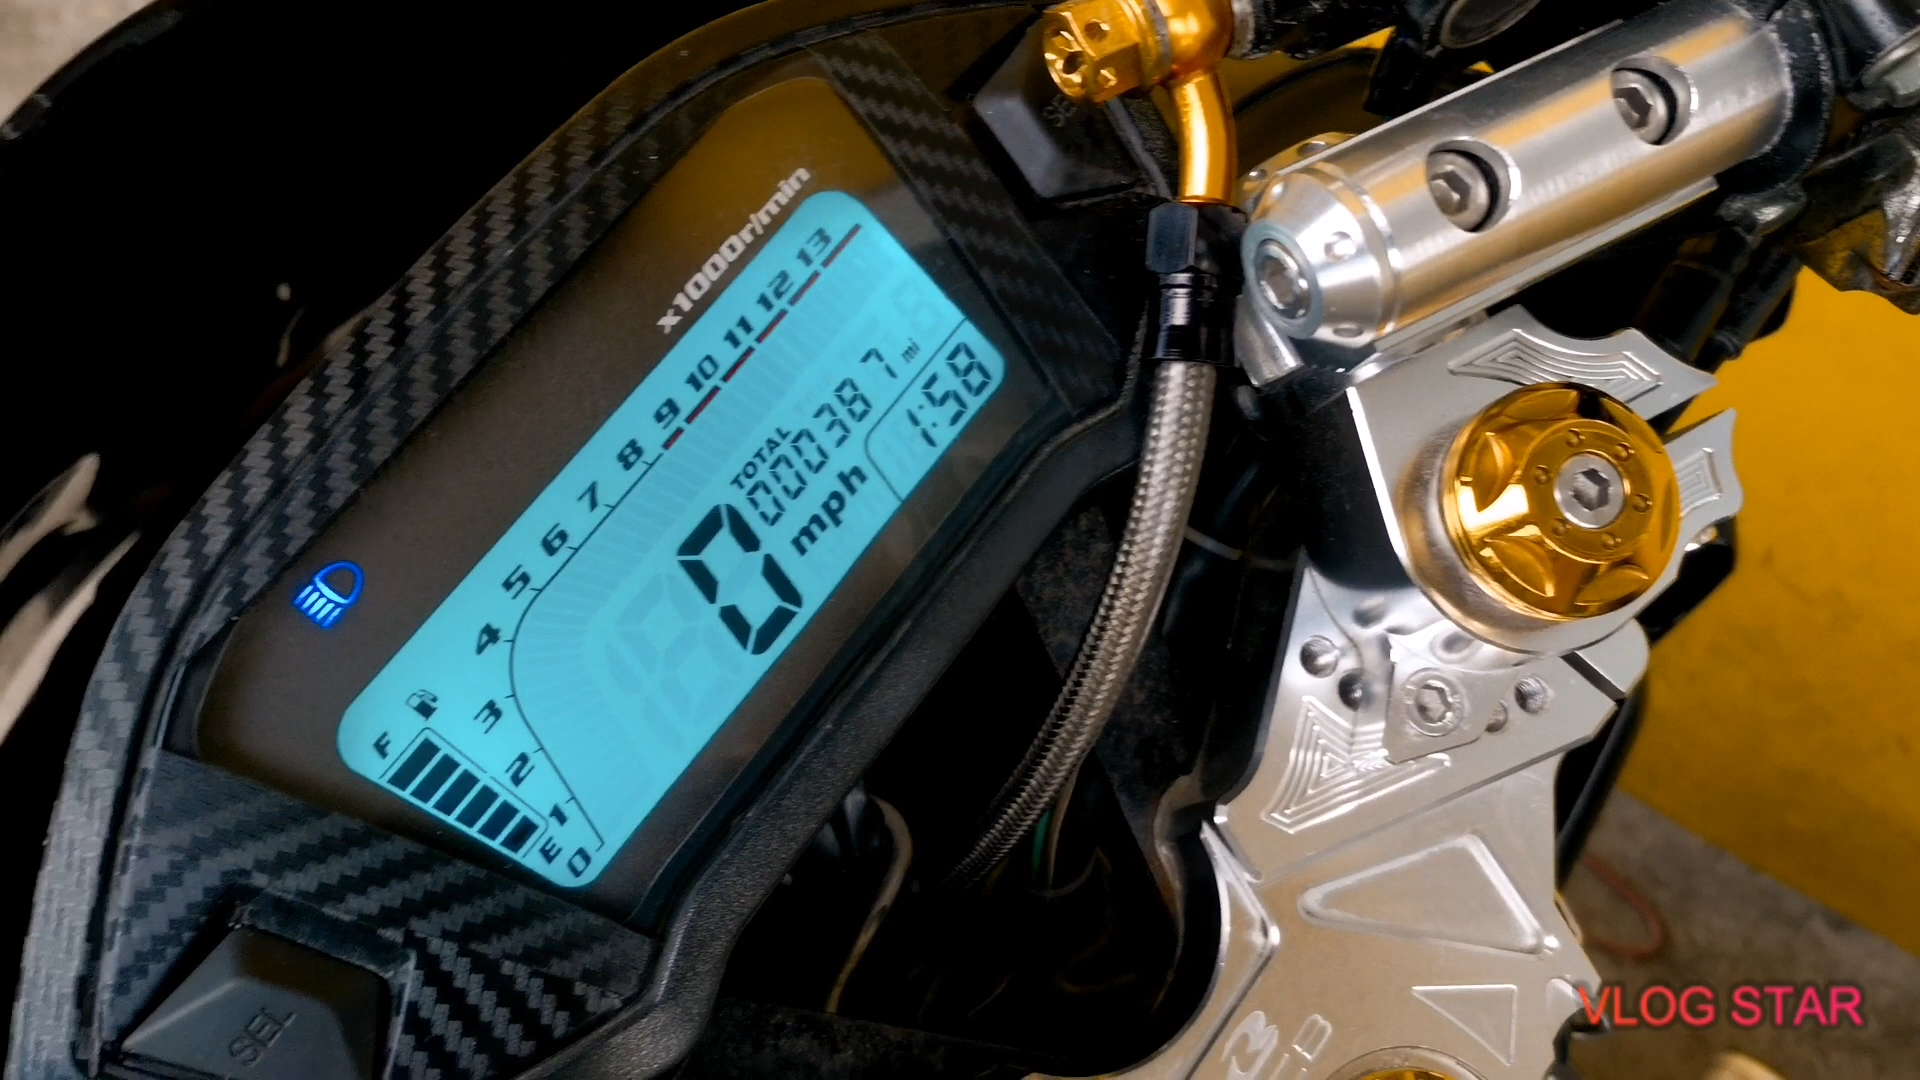 x1000r/min
0 1 2 3 4 5 6 7 8 9 10 11 12 13
TOTAL
000387 mi
0 mph
1:58
F
E
SEL
VLOG STAR